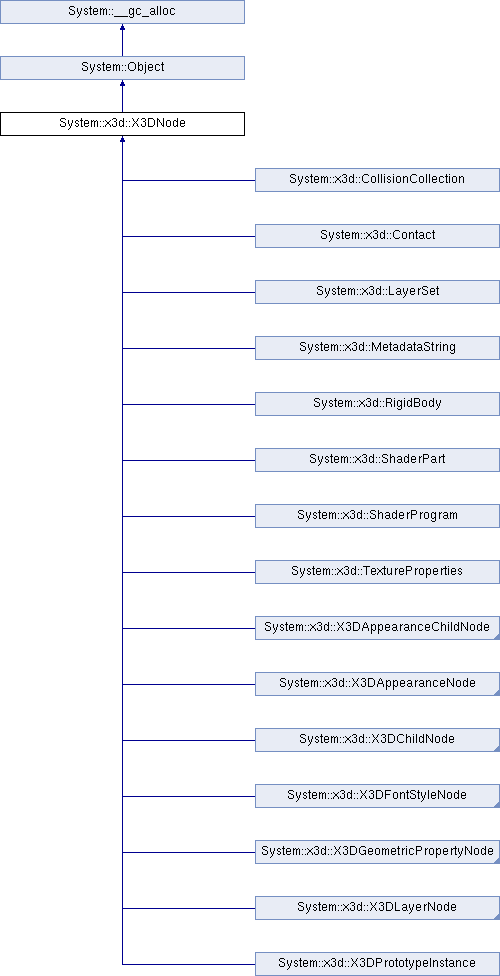 System::__gc_alloc
System::Object
System::x3d::X3DNode
System::x3d::CollisionCollection
System::x3d::Contact
System::x3d::LayerSet
System::x3d::MetadataString
System::x3d::RigidBody
System::x3d::ShaderPart
System::x3d::ShaderProgram
System::x3d::TextureProperties
System::x3d::X3DAppearanceChildNode
System::x3d::X3DAppearanceNode
System::x3d::X3DChildNode
System::x3d::X3DFontStyleNode
System::x3d::X3DGeometricPropertyNode
System::x3d::X3DLayerNode
System::x3d::X3DPrototypeInstance